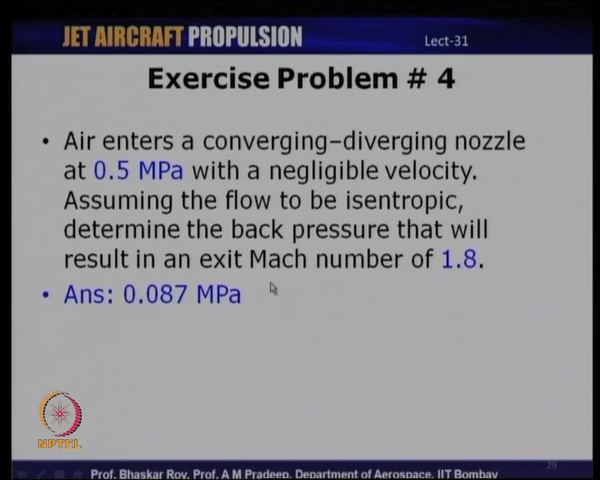 JET AIRCRAFT PROPULSION
Lect-31
Exercise Problem # 4
• Air enters a converging–diverging nozzle
at 0.5 MPa with a negligible velocity.
Assuming the flow to be isentropic,
determine the back pressure that will
result in an exit Mach number of 1.8.
• Ans: 0.087 MPa
NPTEL
29
Prof. Bhaskar Roy, Prof. A M Pradeep, Department of Aerospace, IIT Bombay